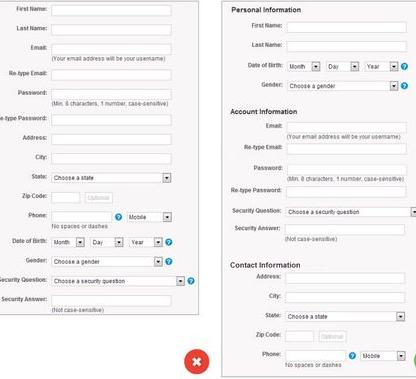 First Name:
Last Name:
Email:
(Your email address will be your username)
Re-type Email:
Password:
(Min. 8 characters, 1 number, case-sensitive)
e-type Password:
Address:
City:
State: Choose a state
Zip Code: Optional
Phone: Mobile
No spaces or dashes
Date of Birth: Month Day Year
Gender: Choose a gender
Security Question: Choose a security question
Security Answer:
(Not case-sensitive)
Personal Information
First Name:
Last Name:
Date of Birth: Month Day Year
Gender: Choose a gender
Account Information
Email:
(Your email address will be your username)
Re-type Email:
Password:
(Min. 8 characters, 1 number, case-sensitive)
Re-type Password:
Security Question: Choose a security question
Security Answer:
(Not case-sensitive)
Contact Information
Address:
City:
State: Choose a state
Zip Code: Optional
Phone: Mobile
No spaces or dashes